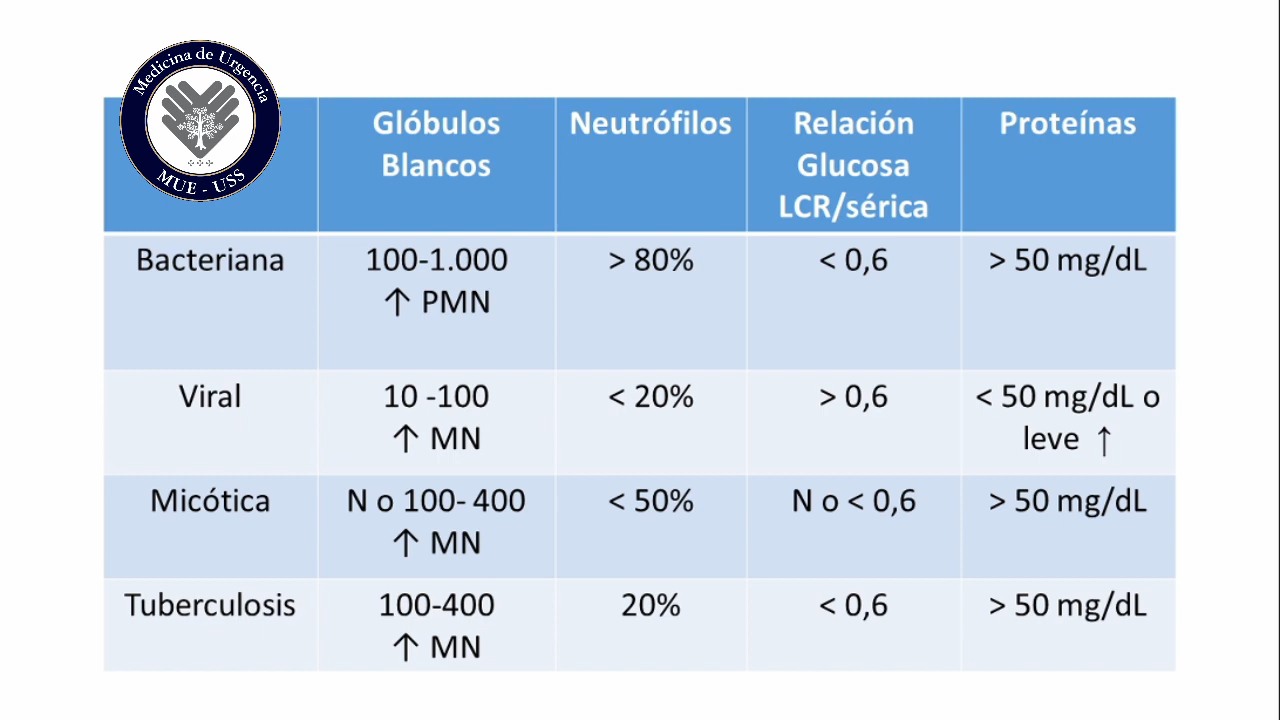 Medicina de Urgencia
MUE - USS
Glóbulos
Blancos
Neutrófilos
Relación
Glucosa
LCR/sérica
Proteínas
Bacteriana
100-1.000
↑ PMN
> 80%
< 0,6
> 50 mg/dL
Viral
10 -100
↑ MN
< 20%
> 0,6
< 50 mg/dL o
leve ↑
Micótica
N o 100- 400
↑ MN
< 50%
N o < 0,6
> 50 mg/dL
Tuberculosis
100-400
↑ MN
20%
< 0,6
> 50 mg/dL